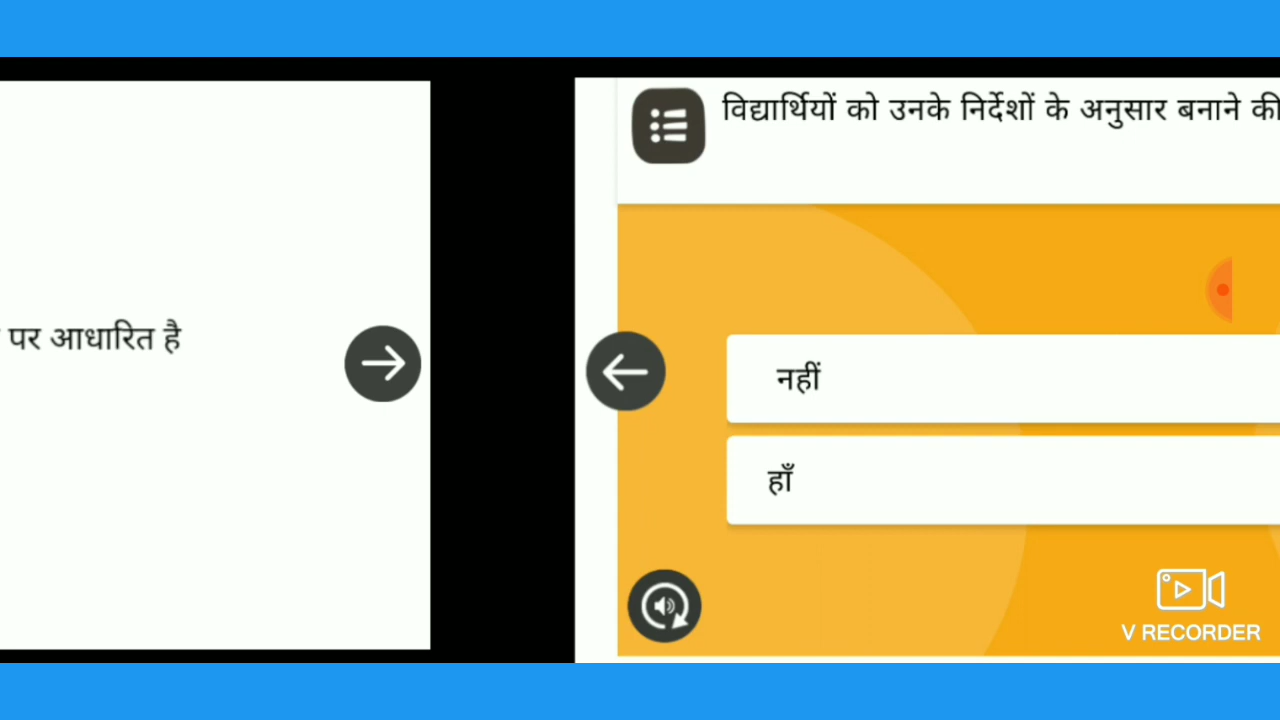 विद्यार्थियों को उनके निर्देशों के अनुसार बनाने की
पर आधारित है
नहीं
हाँ
V RECORDER